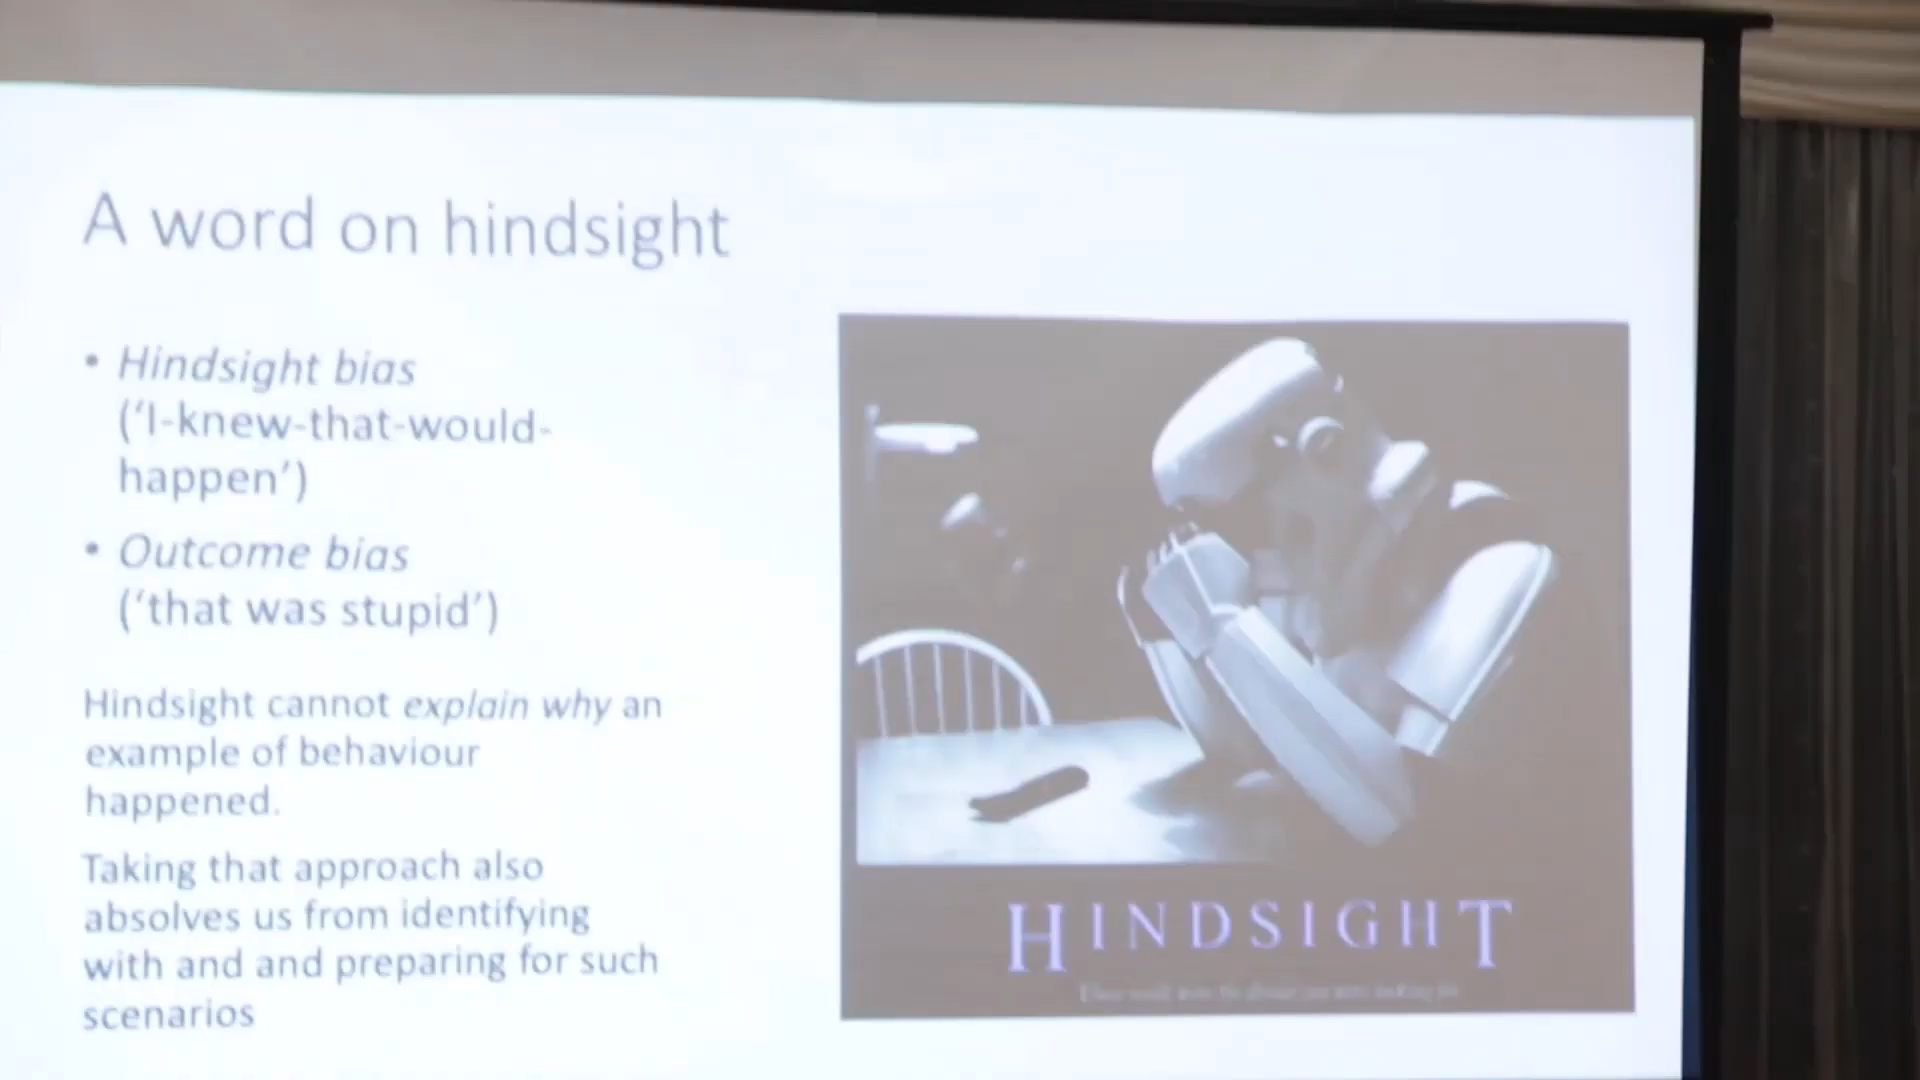 A word on hindsight
• Hindsight bias
('I-knew-that-would-
happen')
• Outcome bias
('that was stupid')
Hindsight cannot explain why an
example of behaviour
happened.
Taking that approach also
absolves us from identifying
with and and preparing for such
scenarios
HINDSIGHT